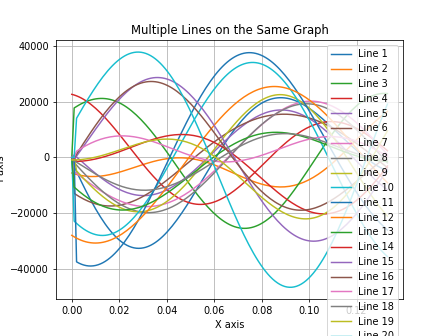 Multiple Lines on the Same Graph
40000
20000
0
−20000
−40000
0.00
0.02
0.04
0.06
0.08
0.10
X axis
Line 1
Line 2
Line 3
Line 4
Line 5
Line 6
Line 7
Line 8
Line 9
Line 10
Line 11
Line 12
Line 13
Line 14
Line 15
Line 16
Line 17
Line 18
Line 19
Line 20